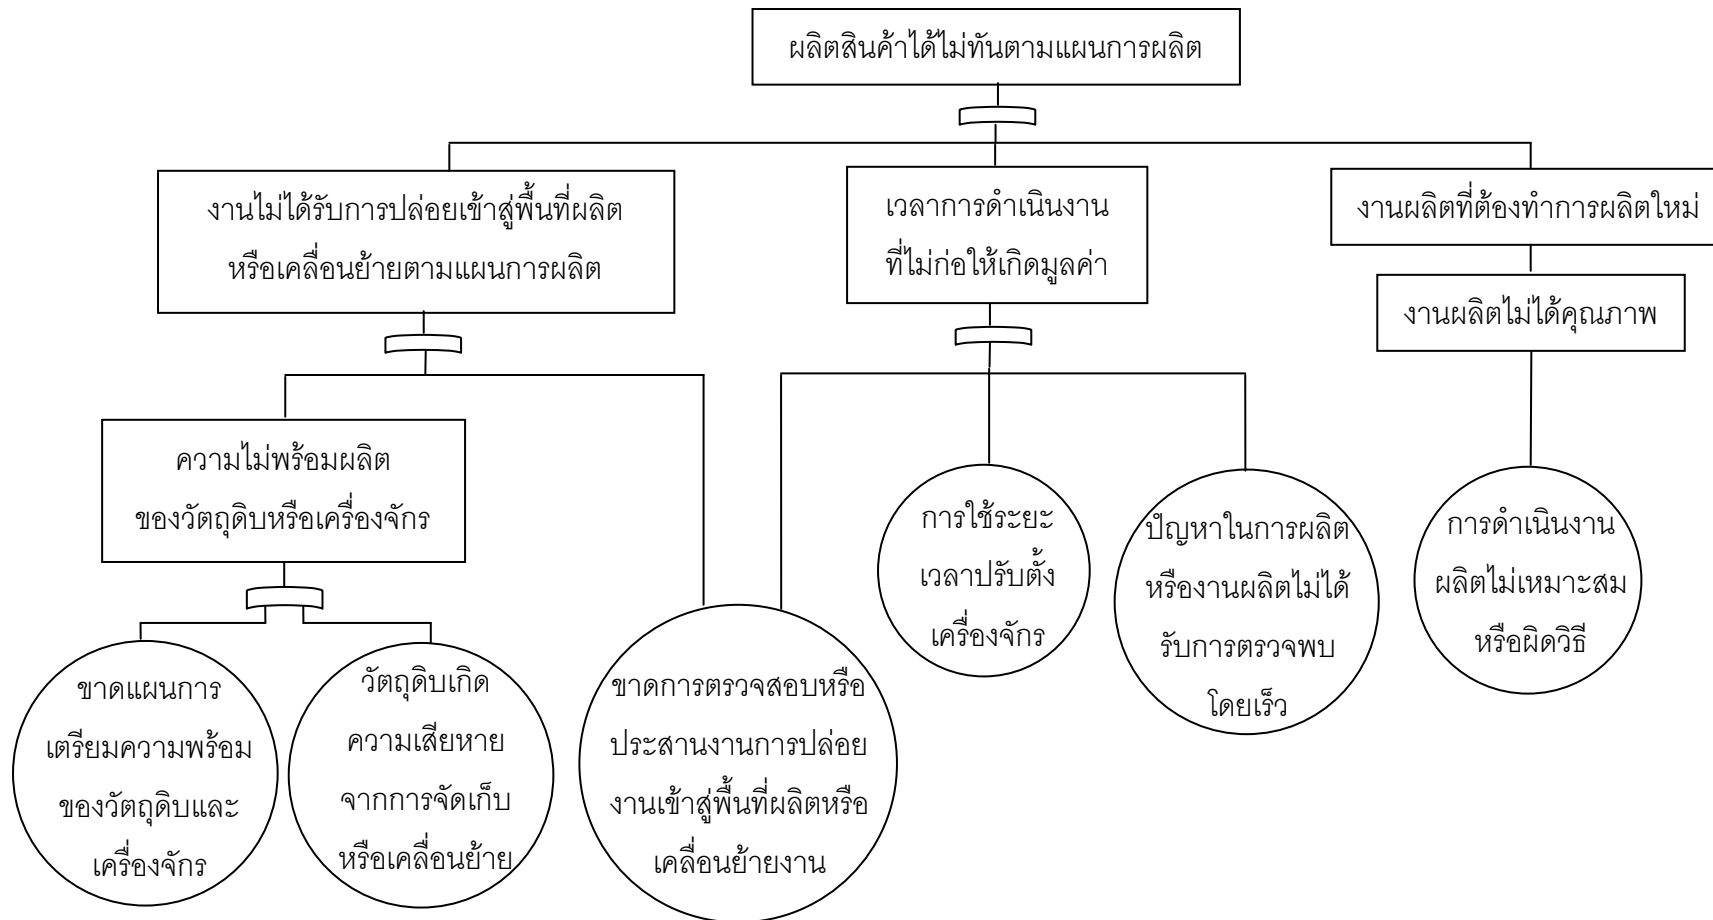 ผลิตสินค้าได้ไม่ทันตามแผนการผลิต
งานไม่ได้รับการปล่อยเข้าสู่พื้นที่ผลิต
หรือเคลื่อนย้ายตามแผนการผลิต
เวลาการดำเนินงาน
ที่ไม่ก่อให้เกิดมูลค่า
งานผลิตที่ต้องทำการผลิตใหม่
งานผลิตไม่ได้คุณภาพ
ความไม่พร้อมผลิต
ของวัตถุดิบหรือเครื่องจักร
การใช้ระยะ
เวลาปรับตั้ง
เครื่องจักร
ปัญหาในการผลิต
หรืองานผลิตไม่ได้
รับการตรวจพบ
โดยเร็ว
การดำเนินงาน
ผลิตไม่เหมาะสม
หรือผิดวิธี
ขาดแผนการ
เตรียมความพร้อม
ของวัตถุดิบและ
เครื่องจักร
วัตถุดิบเกิด
ความเสียหาย
จากการจัดเก็บ
หรือเคลื่อนย้าย
ขาดการตรวจสอบหรือ
ประสานงานการปล่อย
งานเข้าสู่พื้นที่ผลิตหรือ
เคลื่อนย้ายงาน